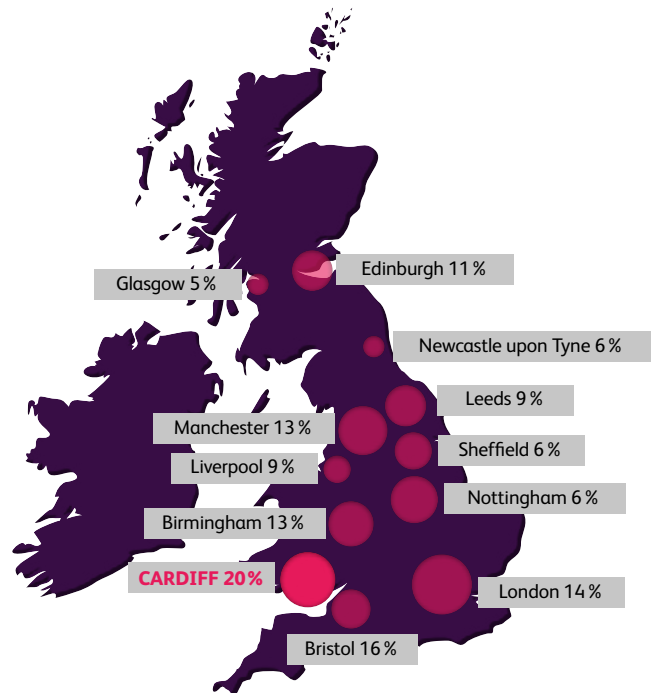 Edinburgh 11 %
Glasgow 5 %
Newcastle upon Tyne 6 %
Leeds 9 %
Manchester 13 %
Sheffield 6 %
Liverpool 9 %
Nottingham 6 %
Birmingham 13 %
CARDIFF 20 %
London 14 %
Bristol 16 %